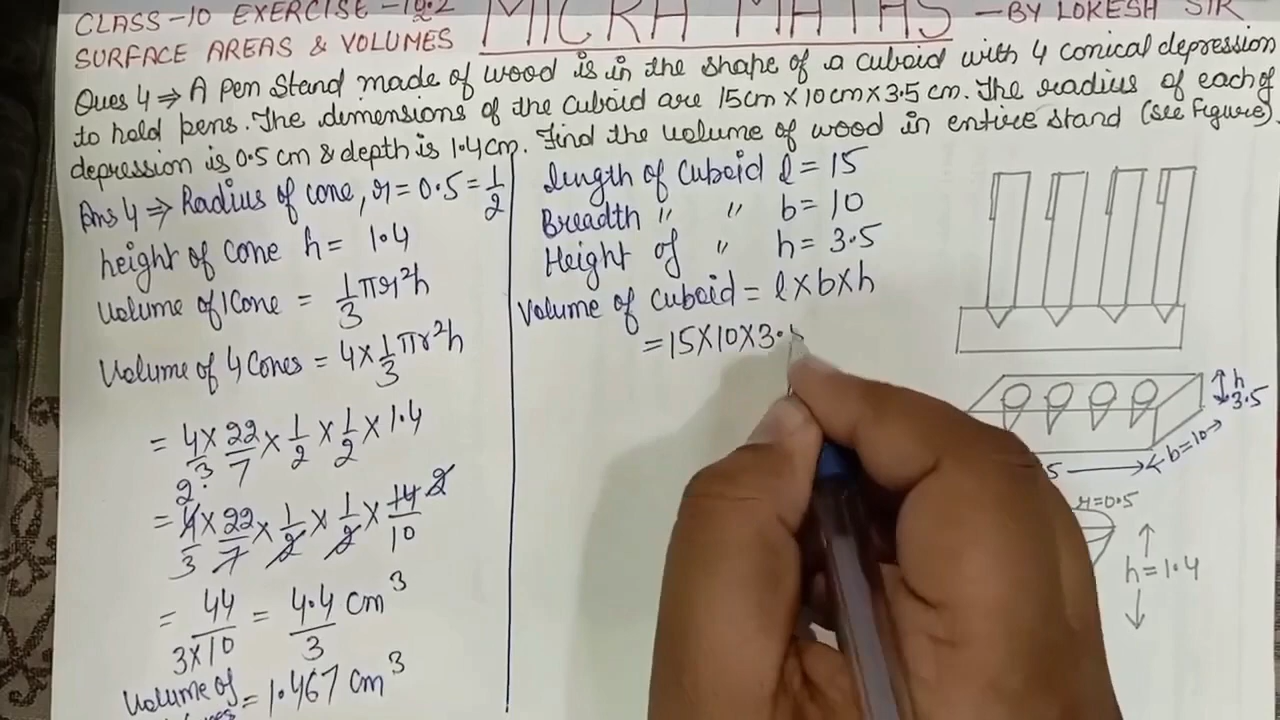 CLASS-10 EXERCISE-12.2 MICRA MATHS -BY LOKESH SIR
SURFACE AREAS & VOLUMES
Ques 4 ⇒ A pen Stand made of wood is in the shape of a cuboid with 4 conical depression
to hold pens. The dimensions of the cuboid are 15cm×10cm×3.5cm. The radius of each of
depression is 0.5 cm & depth is 1.4cm. Find the volume of wood in entire stand (see Figure).
Ans 4 ⇒ Radius of cone, r = 0.5 = 1/2
height of cone h = 1.4
Volume of 1 Cone = 1/3 πr²h
Volume of 4 Cones = 4×1/3 πr²h
= 4/3 × 22/7 × 1/2 × 1/2 × 1.4
= 4/3 × 22/7 × 1/2 × 1/2 × 14/10
2 2
= 44/3×10 = 4.4/3 cm³
Volume of = 1.467 cm³
length of Cuboid l = 15
Breadth " " b = 10
Height of " h = 3.5
Volume of Cuboid = l×b×h
= 15×10×3.
h
3.5
b=10
5
r=0.5
h=1.4